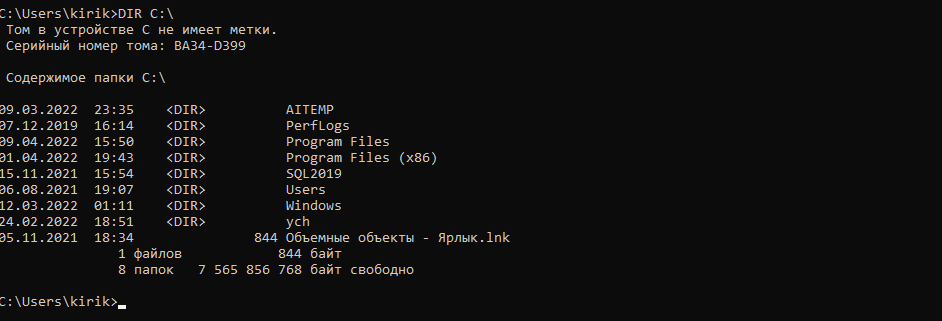 C:\Users\kirik>DIR C:\
Том в устройстве C не имеет метки.
Серийный номер тома: BA34-D399
Содержимое папки C:\
09.03.2022  23:35    <DIR>          AITEMP
07.12.2019  16:14    <DIR>          PerfLogs
09.04.2022  15:50    <DIR>          Program Files
01.04.2022  19:43    <DIR>          Program Files (x86)
15.11.2021  15:54    <DIR>          SQL2019
06.08.2021  19:07    <DIR>          Users
12.03.2022  01:11    <DIR>          Windows
24.02.2022  18:51    <DIR>          ych
05.11.2021  18:34               844 Объемные объекты - Ярлык.lnk
1 файлов            844 байт
8 папок   7 565 856 768 байт свободно
C:\Users\kirik>